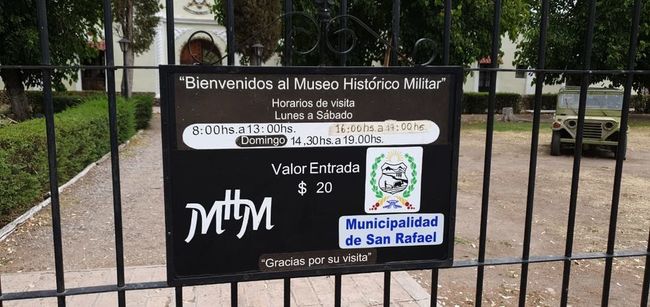 "Bienvenidos al Museo Histórico Militar"
Horarios de visita
Lunes a Sábado
8:00hs.a 13:00hs. 16:00hs.a 19:00hs.
Domingo 14,30hs.a 19.00hs.
Valor Entrada
$ 20
MHM
Municipalidad
de San Rafael
"Gracias por su visita"